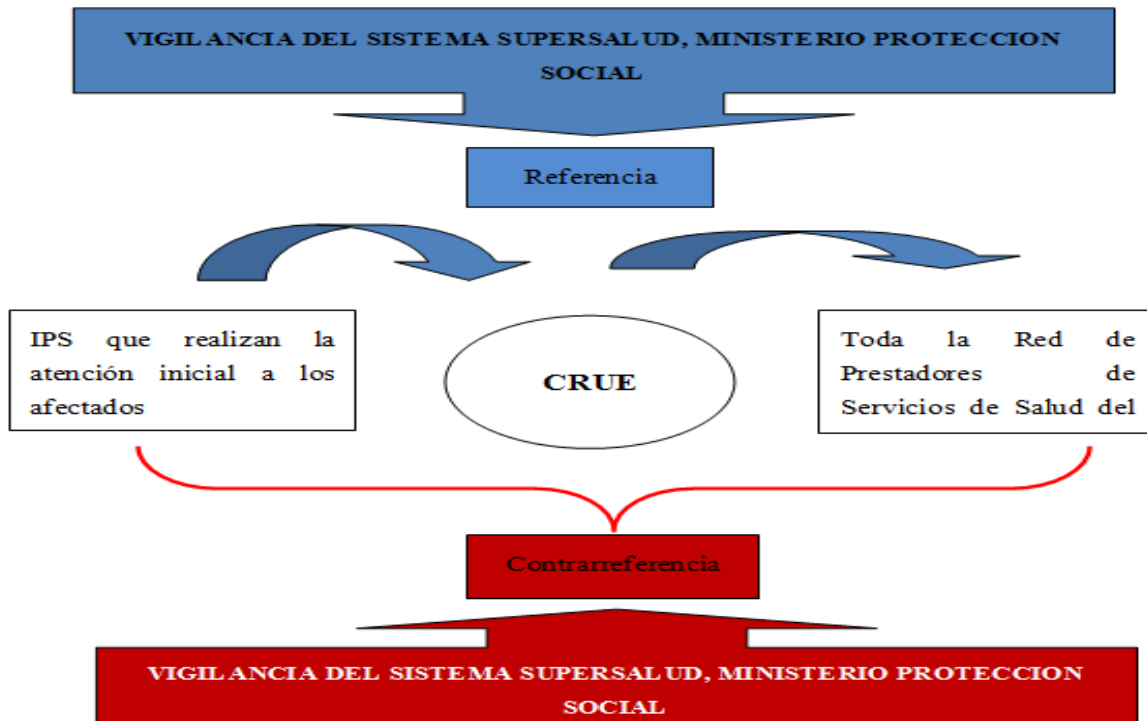 VIGILANCIA DEL SISTEMA SUPERSALUD, MINISTERIO PROTECCION
SOCIAL
Referencia
IPS que realizan la
atención inicial a los
afectados
CRUE
Toda la Red de
Prestadores de
Servicios de Salud del
Contrarreferencia
VIGILANCIA DEL SISTEMA SUPERSALUD, MINISTERIO PROTECCION
SOCIAL